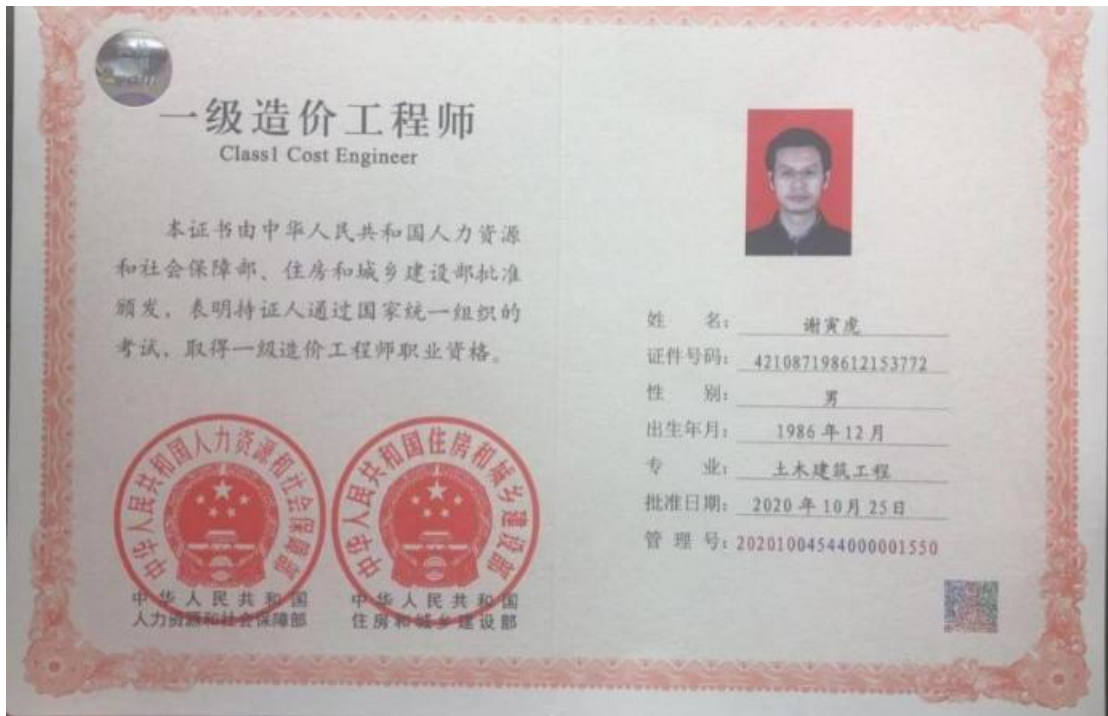 一级造价工程师
Class1 Cost Engineer
本证书由中华人民共和国人力资源
和社会保障部、住房和城乡建设部批准
颁发，表明持证人通过国家统一组织的
考试，取得一级造价工程师职业资格。
中华人民共和国人力资源和社会保障部
中华人民共和国住房和城乡建设部
中华人民共和国
人力资源和社会保障部
中华人民共和国
住房和城乡建设部
姓 名：谢寅虎
证件号码：421087198612153772
性 别：男
出生年月：1986年12月
专 业：土木建筑工程
批准日期：2020年10月25日
管 理 号：20201004544000001550